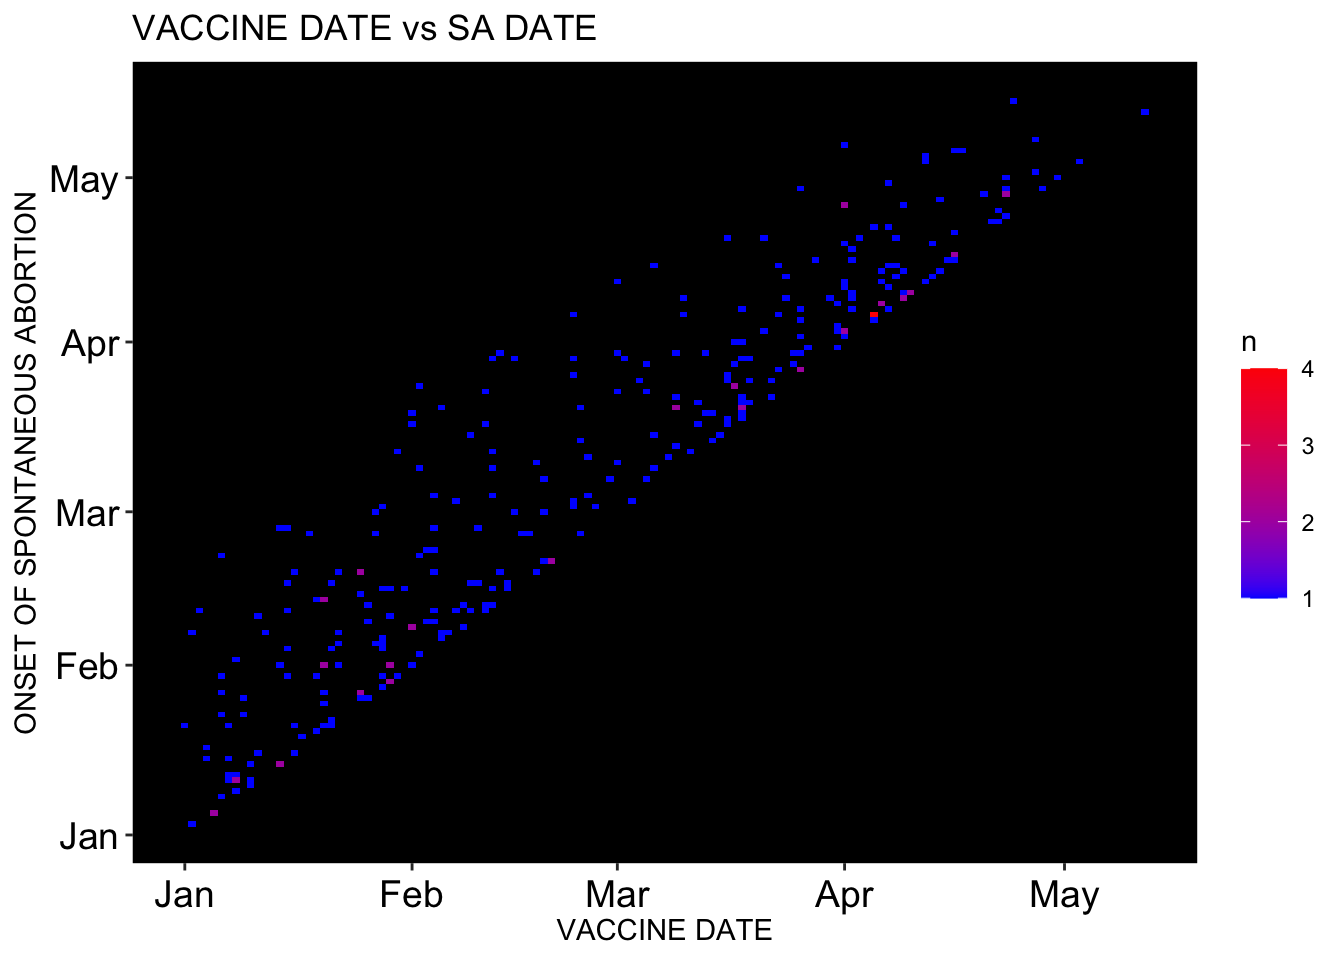 VACCINE DATE vs SA DATE
ONSET OF SPONTANEOUS ABORTION
May
Apr
Mar
Feb
Jan
Jan Feb Mar Apr May
VACCINE DATE
n
4
3
2
1